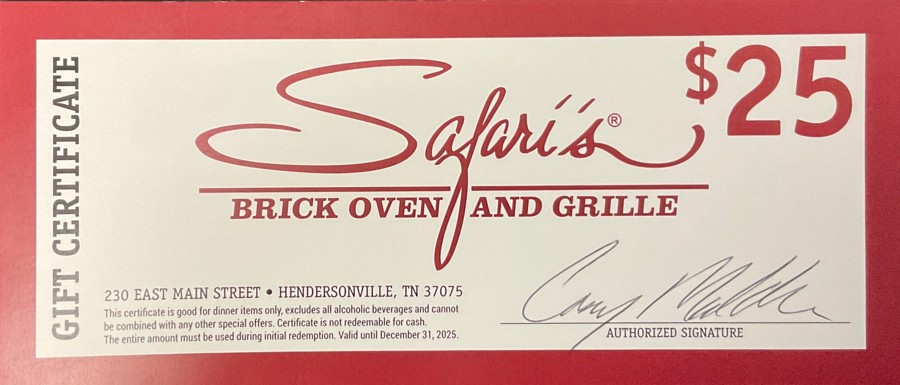 GIFT CERTIFICATE
$25
Safari's®
BRICK OVEN AND GRILLE
230 EAST MAIN STREET • HENDERSONVILLE, TN 37075
This certificate is good for dinner items only, excludes all alcoholic beverages and cannot
be combined with any other special offers. Certificate is not redeemable for cash.
The entire amount must be used during initial redemption. Valid until December 31, 2025.
AUTHORIZED SIGNATURE